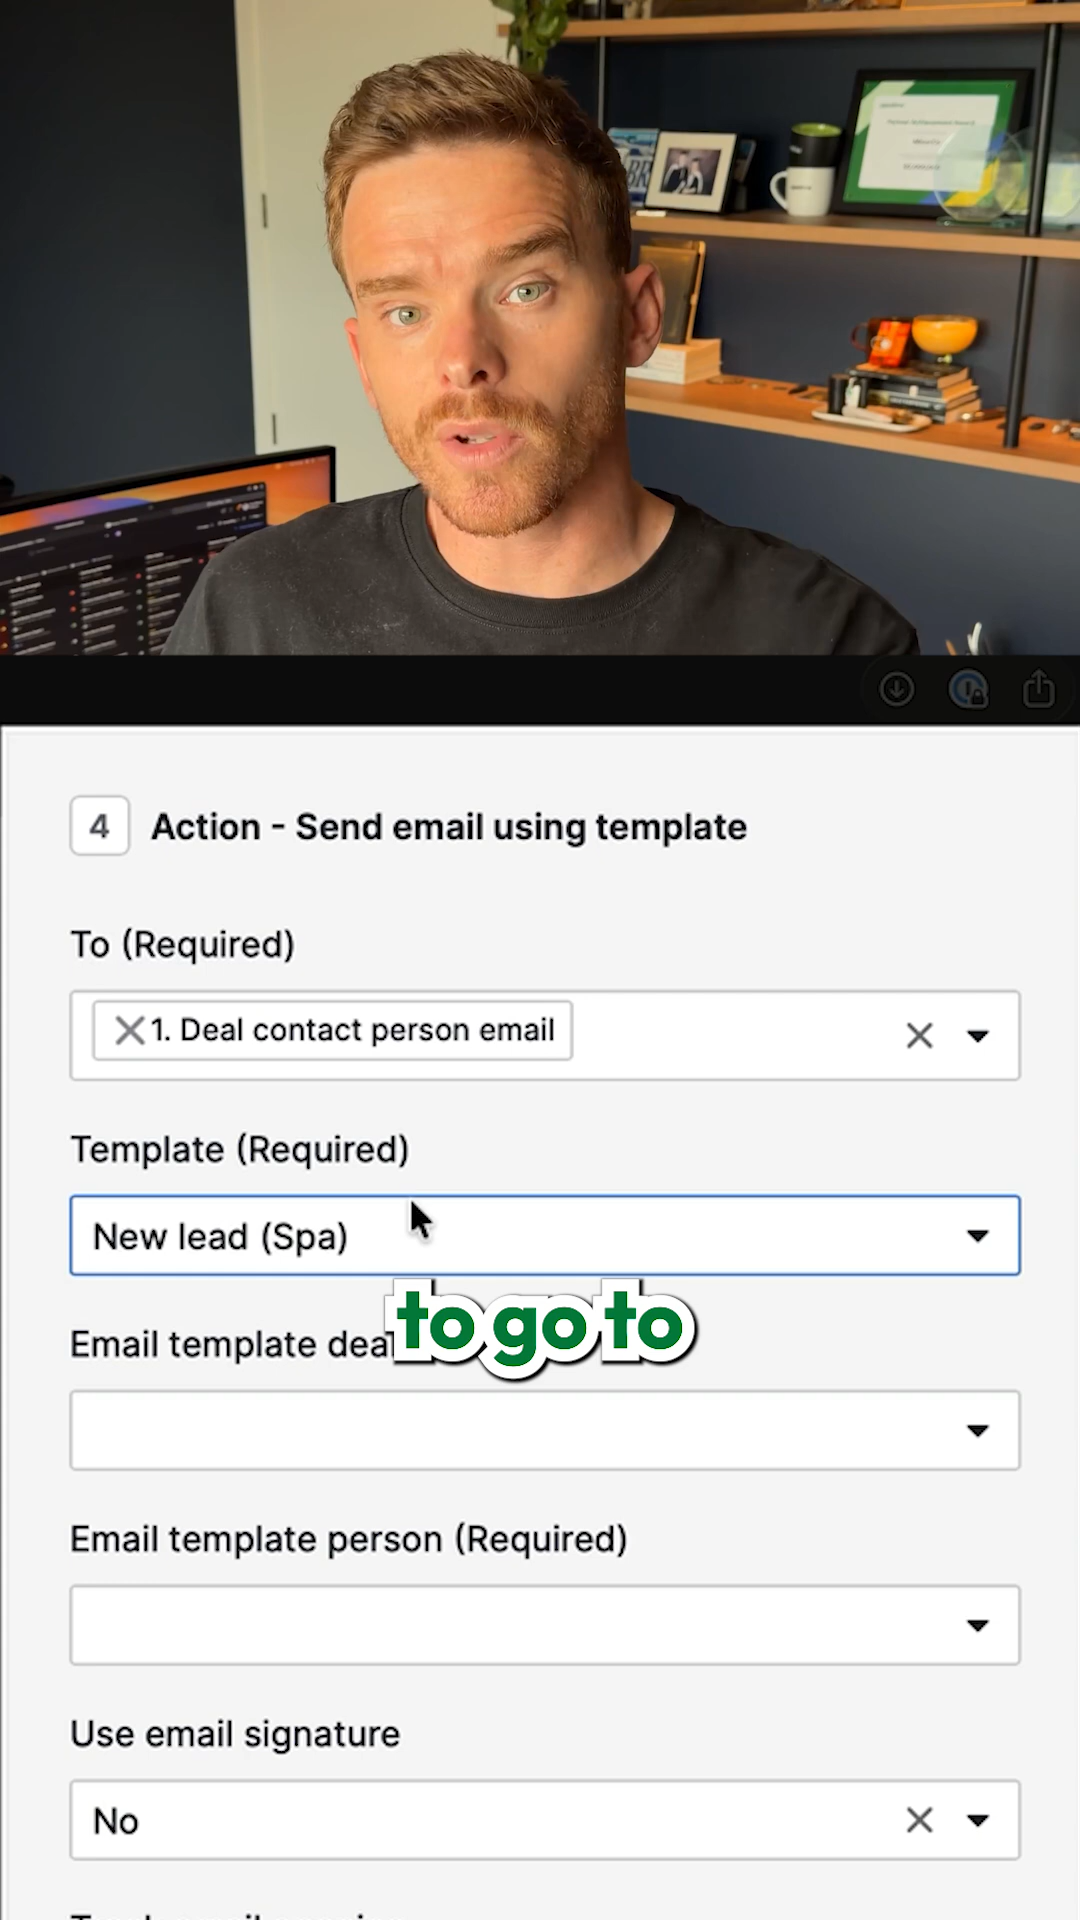 4 Action - Send email using template
To (Required)
1. Deal contact person email
Template (Required)
New lead (Spa)
to go to
Email template deal
Email template person (Required)
Use email signature
No